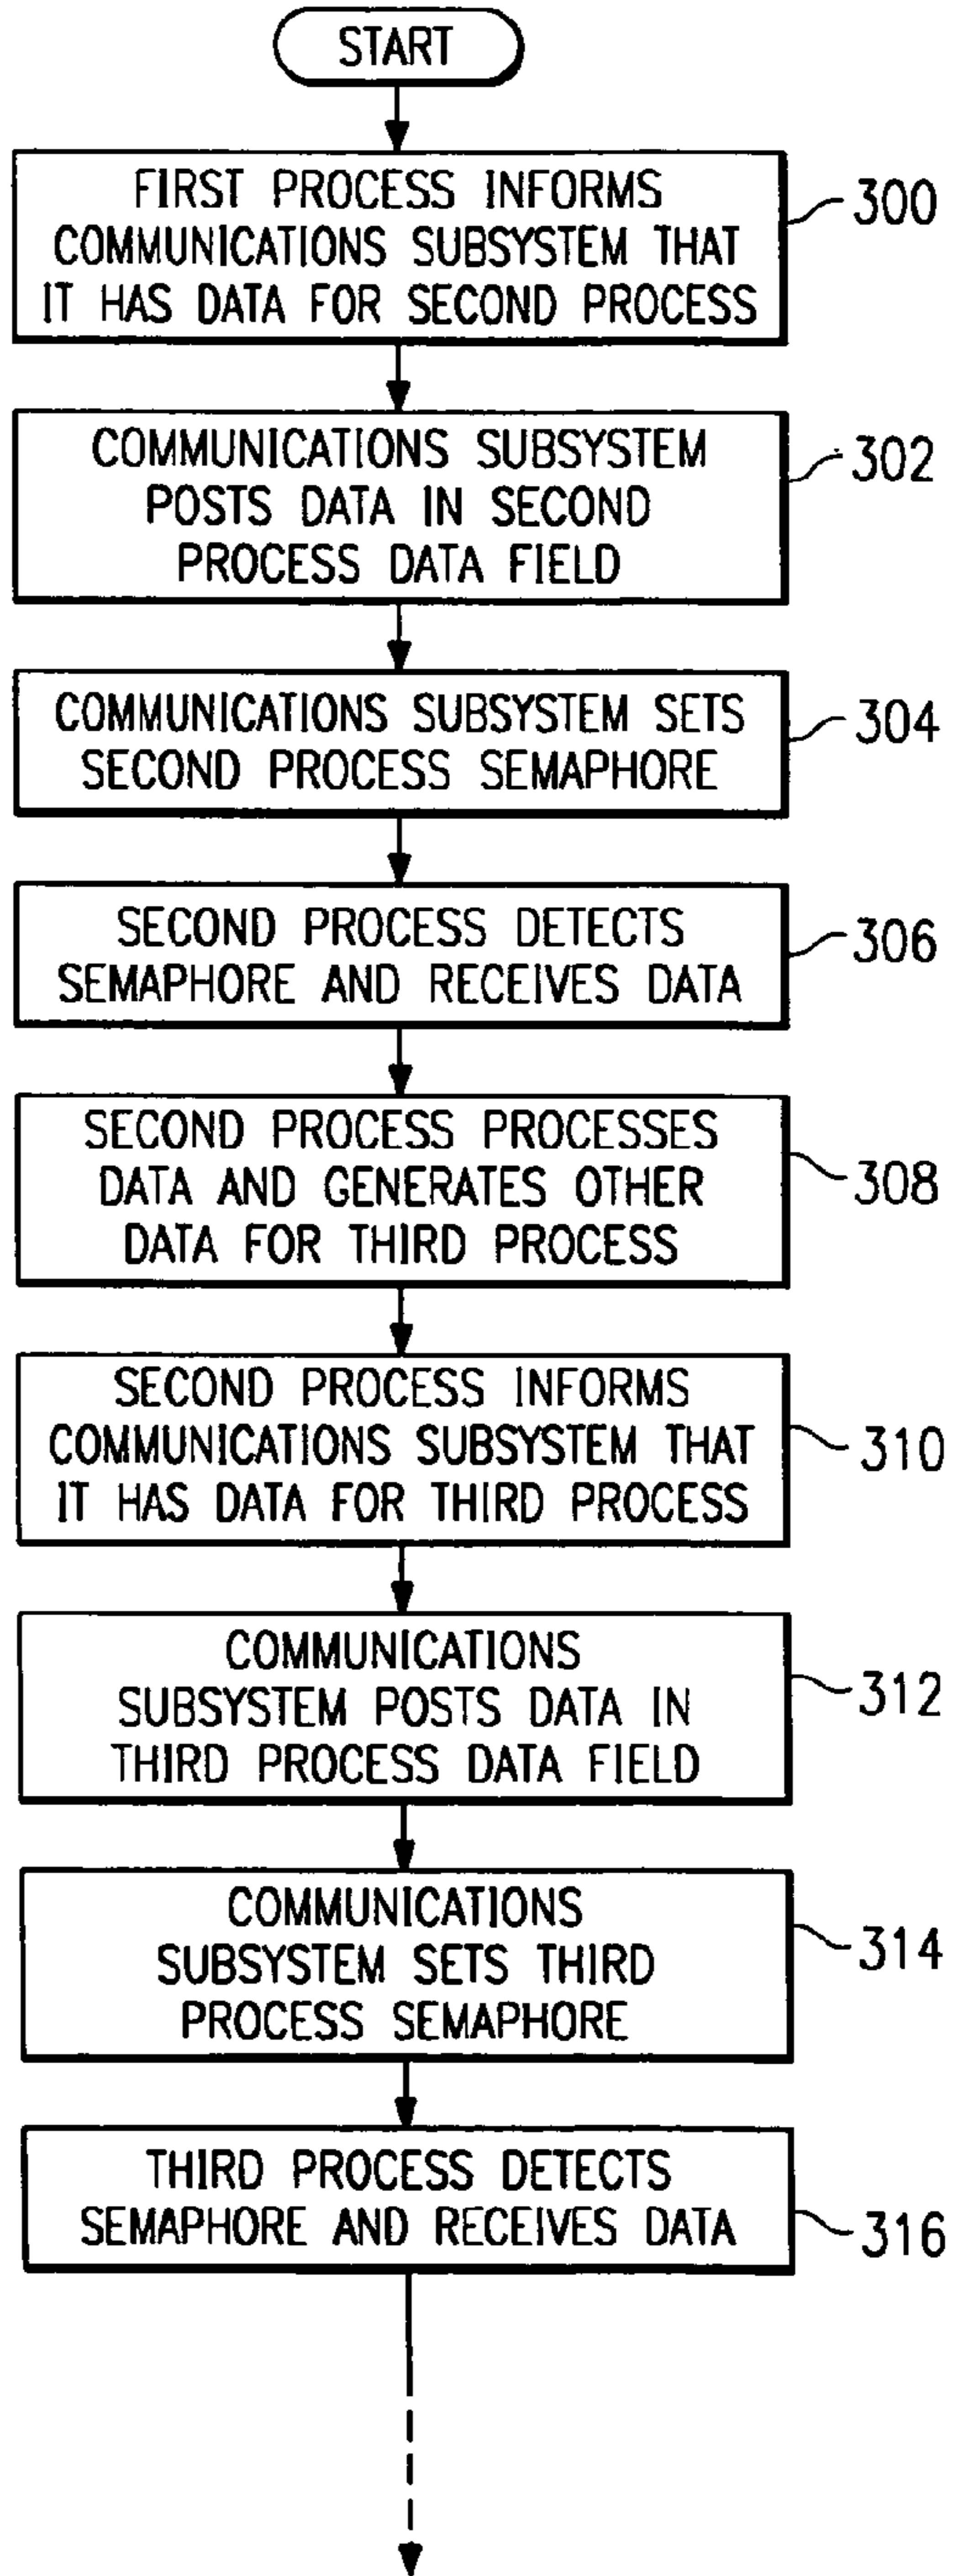 START
FIRST PROCESS INFORMS
COMMUNICATIONS SUBSYSTEM THAT
IT HAS DATA FOR SECOND PROCESS
300
COMMUNICATIONS SUBSYSTEM
POSTS DATA IN SECOND
PROCESS DATA FIELD
302
COMMUNICATIONS SUBSYSTEM SETS
SECOND PROCESS SEMAPHORE
304
SECOND PROCESS DETECTS
SEMAPHORE AND RECEIVES DATA
306
SECOND PROCESS PROCESSES
DATA AND GENERATES OTHER
DATA FOR THIRD PROCESS
308
SECOND PROCESS INFORMS
COMMUNICATIONS SUBSYSTEM THAT
IT HAS DATA FOR THIRD PROCESS
310
COMMUNICATIONS
SUBSYSTEM POSTS DATA IN
THIRD PROCESS DATA FIELD
312
COMMUNICATIONS
SUBSYSTEM SETS THIRD
PROCESS SEMAPHORE
314
THIRD PROCESS DETECTS
SEMAPHORE AND RECEIVES DATA
316